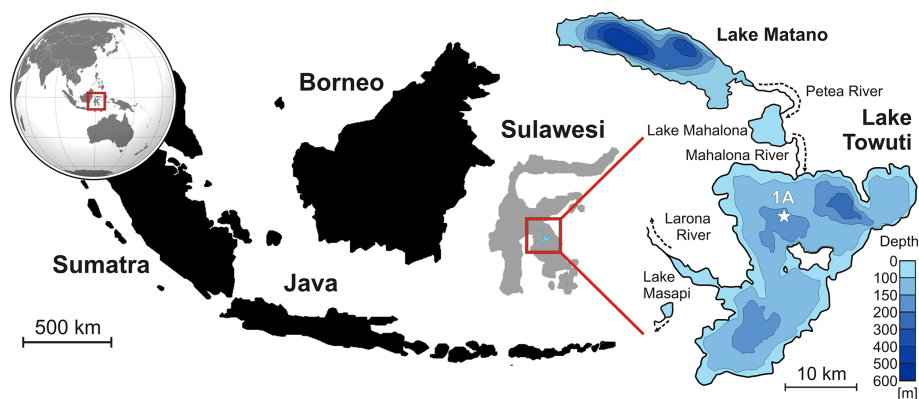 Borneo
Sulawesi
Sumatra
Java
500 km
Lake Matano
Petea River
Lake Mahalona
Lake
Towuti
Mahalona River
1A
Larona
River
Lake
Masapi
Depth
0
100
150
200
300
400
500
600
[m]
10 km